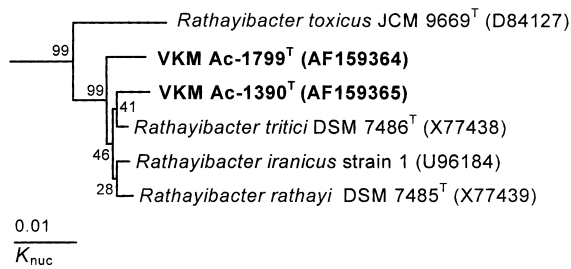 Rathayibacter toxicus JCM 9669ᵀ (D84127)
99
VKM Ac-1799ᵀ (AF159364)
99
VKM Ac-1390ᵀ (AF159365)
41
Rathayibacter tritici DSM 7486ᵀ (X77438)
46
Rathayibacter iranicus strain 1 (U96184)
28
Rathayibacter rathayi DSM 7485ᵀ (X77439)
0.01
Knuc